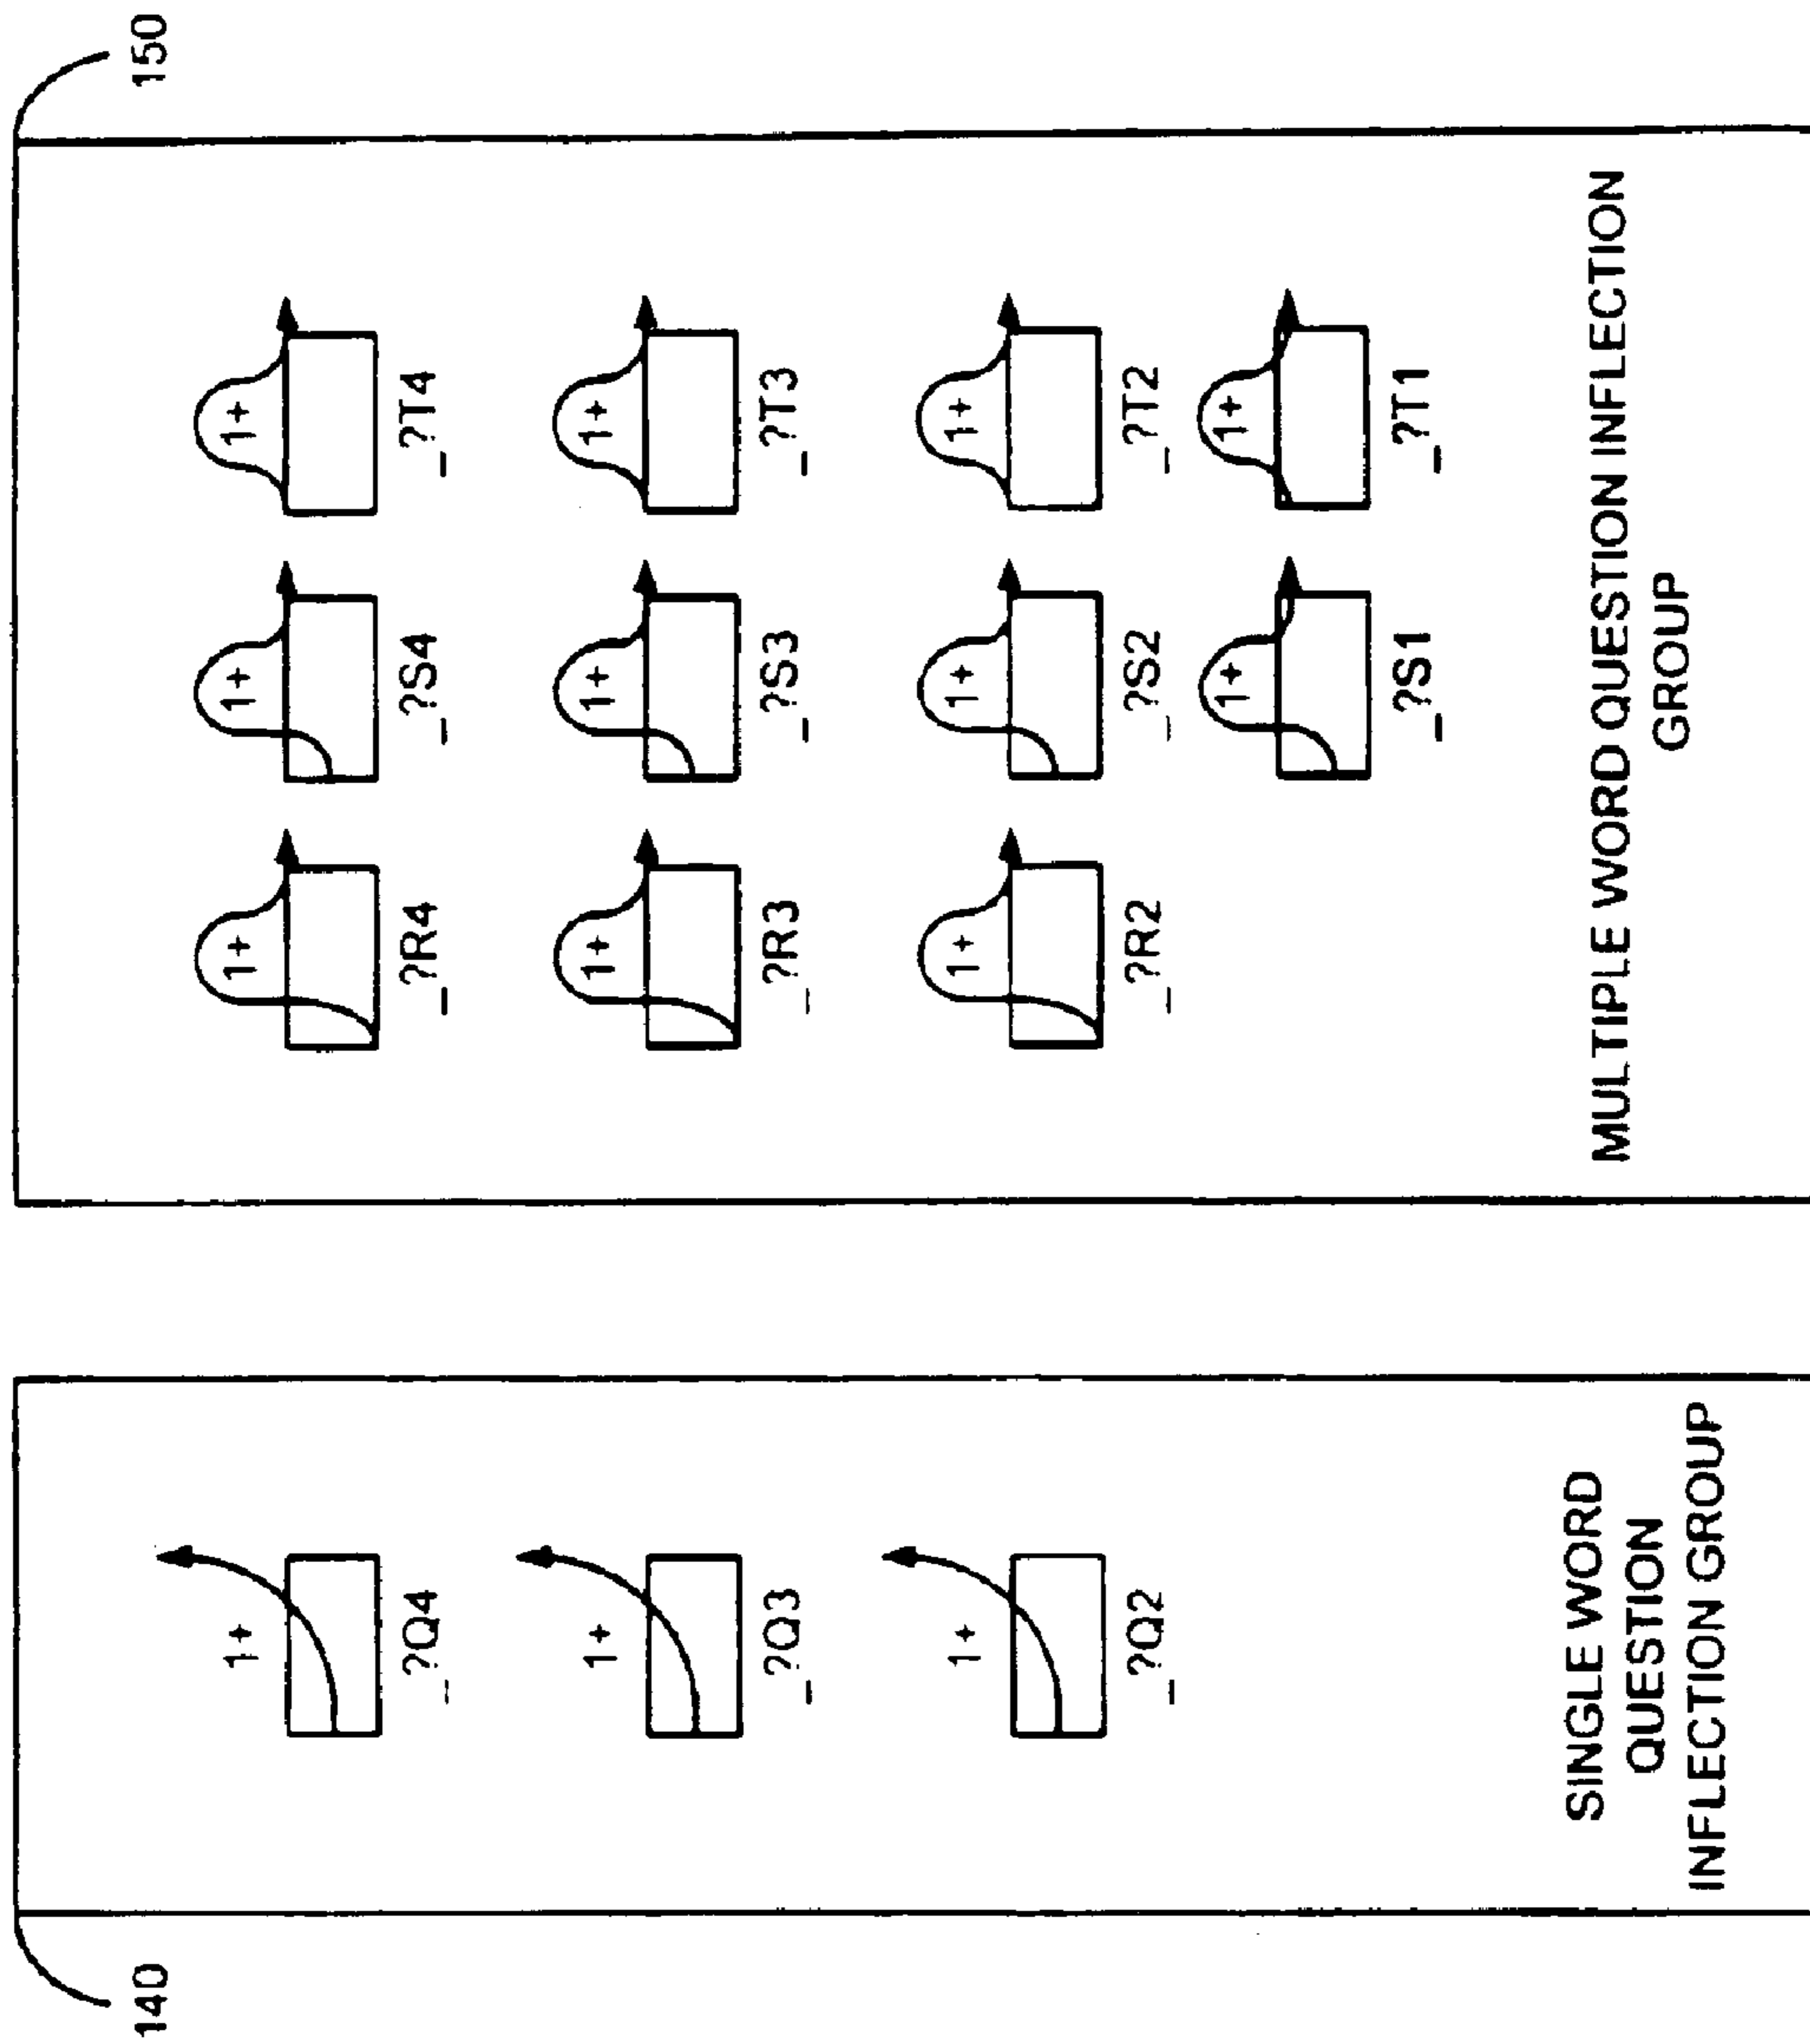 140
1+
_?Q4
1+
_?Q3
1+
_?Q2
SINGLE WORD
QUESTION
INFLECTION GROUP
150
1+ 1+ 1+
_?R4 _?S4 _?T4
1+ 1+ 1+
_?R3 _?S3 _?T3
1+ 1+ 1+
_?R2 _?S2 _?T2
1+ 1+
_?S1 _?T1
MULTIPLE WORD QUESTION INFLECTION
GROUP